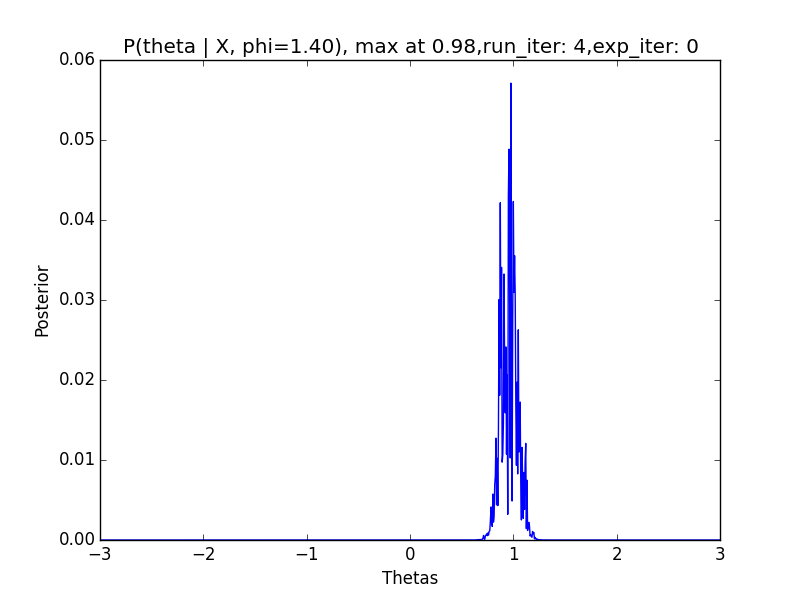 P(theta | X, phi=1.40), max at 0.98,run_iter: 4,exp_iter: 0
0.06
0.05
0.04
0.03
0.02
0.01
0.00
Posterior
−3 −2 −1 0 1 2 3
Thetas